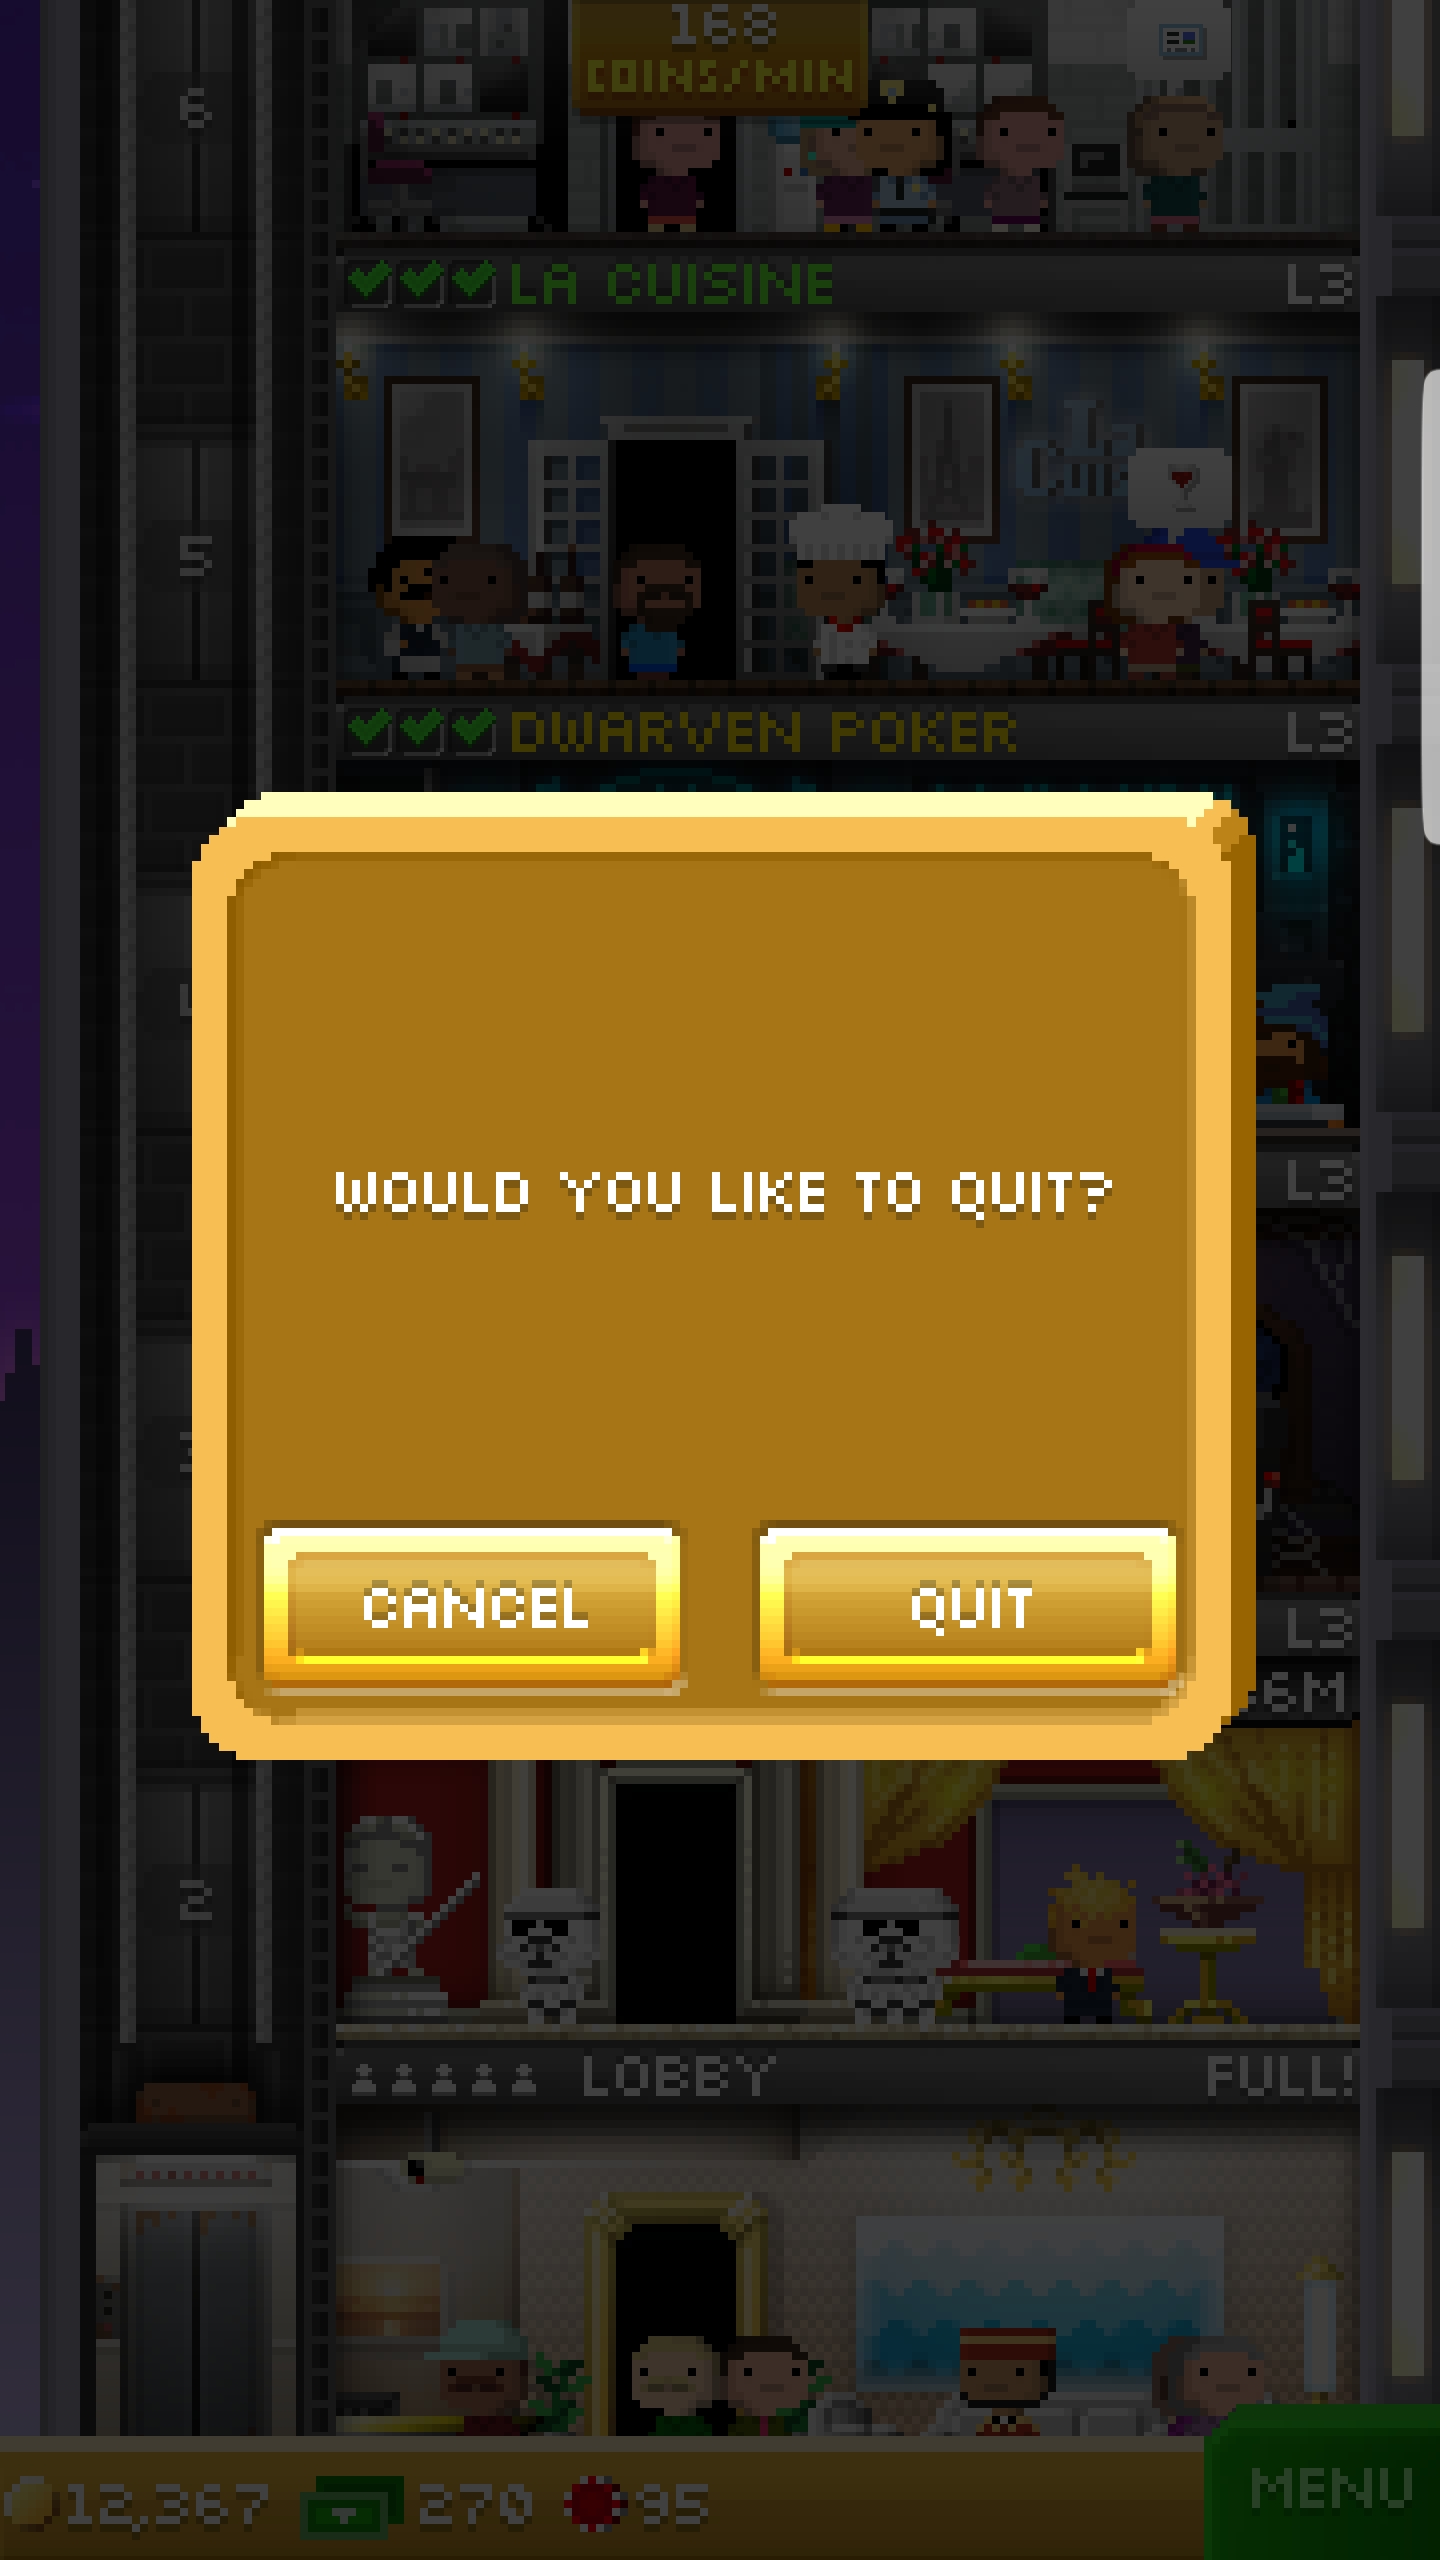 168
COINS/MIN
6
LA CUISINE
L3
5
DWARVEN POKER
L3
L3
WOULD YOU LIKE TO QUIT?
CANCEL
QUIT
L3
6M
2
LOBBY
FULL!
12,367
270
95
MENU